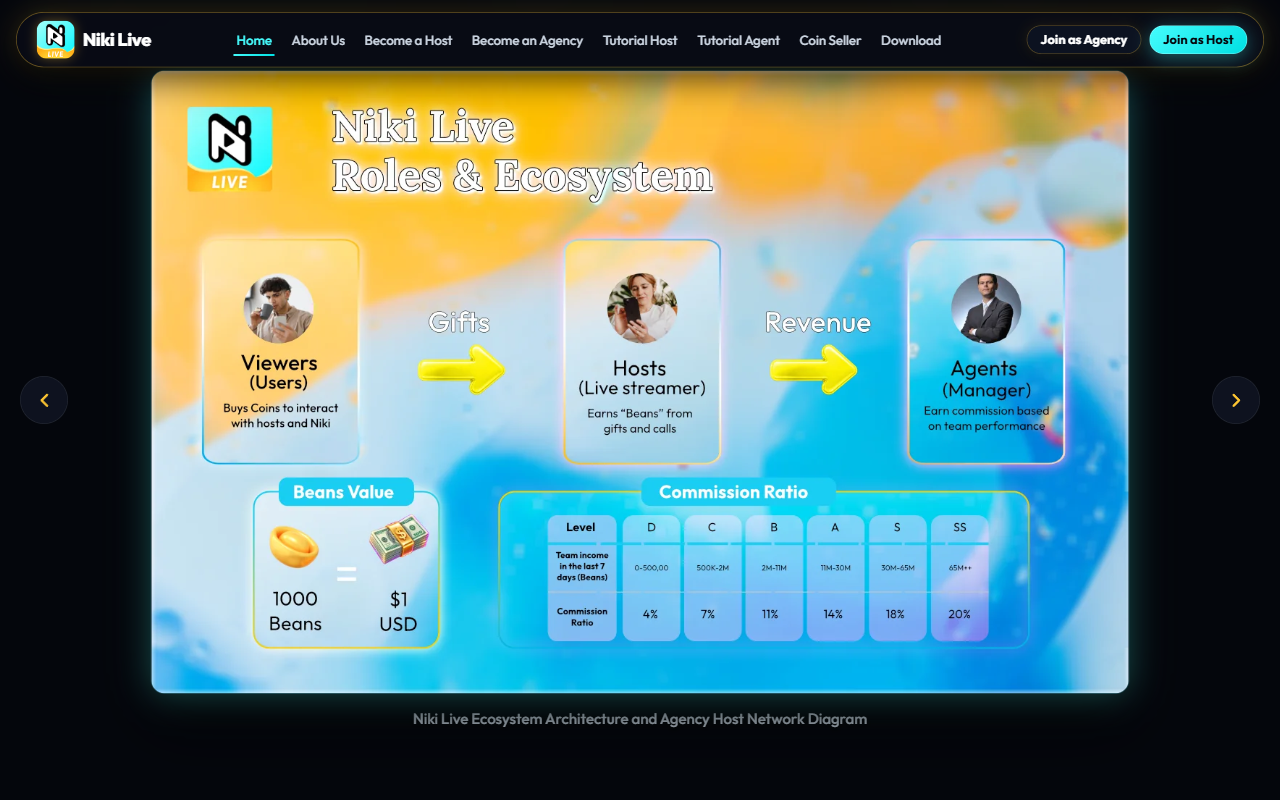 Niki Live
Home
About Us
Become a Host
Become an Agency
Tutorial Host
Tutorial Agent
Coin Seller
Download
Join as Agency
Join as Host
LIVE
LIVE
Niki Live
Roles & Ecosystem
Viewers
(Users)
Buys Coins to interact
with hosts and Niki
Gifts
Hosts
(Live streamer)
Earns “Beans” from
gifts and calls
Revenue
Agents
(Manager)
Earn commission based
on team performance
Beans Value
1000
Beans
=
$1
USD
Commission Ratio
Level D C B A S SS
Team income
in the last 7
days (Beans)
0-500,00 500K-2M 2M-11M 11M-30M 30M-65M 65M++
Commission
Ratio
4% 7% 11% 14% 18% 20%
Niki Live Ecosystem Architecture and Agency Host Network Diagram